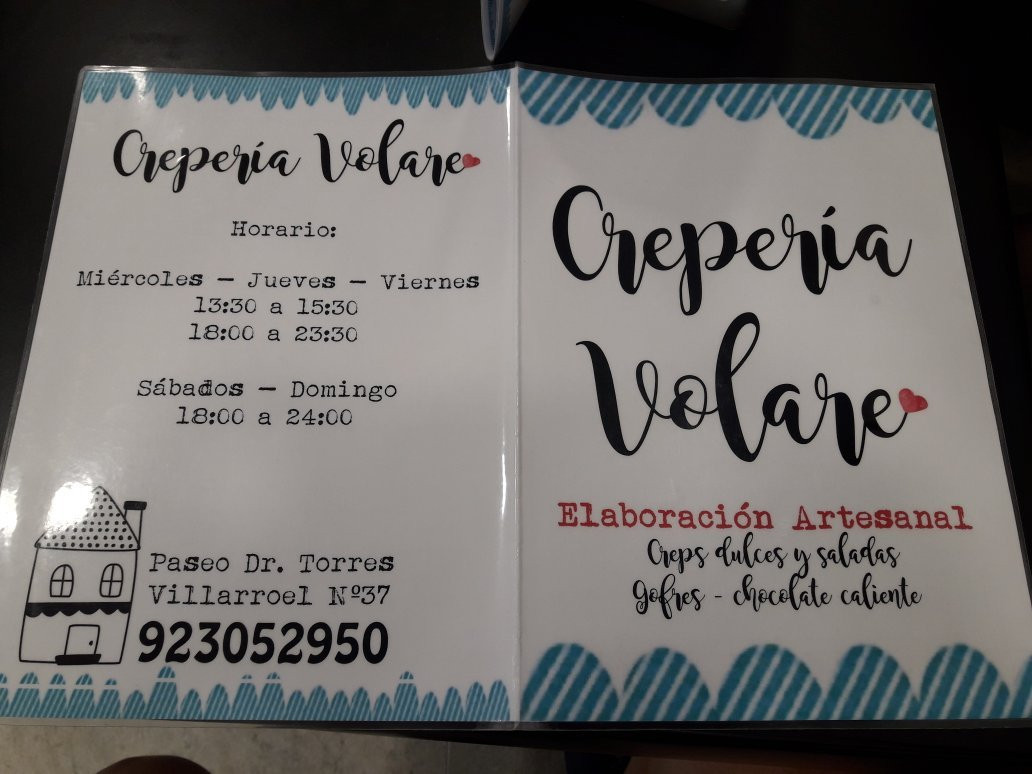 Crepería Volare
Horario:
Miércoles - Jueves - Viernes
13:30 a 15:30
18:00 a 23:30
Sábados - Domingo
18:00 a 24:00
Paseo Dr. Torres
Villarroel Nº37
923052950
Crepería
Volare
Elaboración Artesanal
Creps dulces y saladas
gofres - chocolate caliente